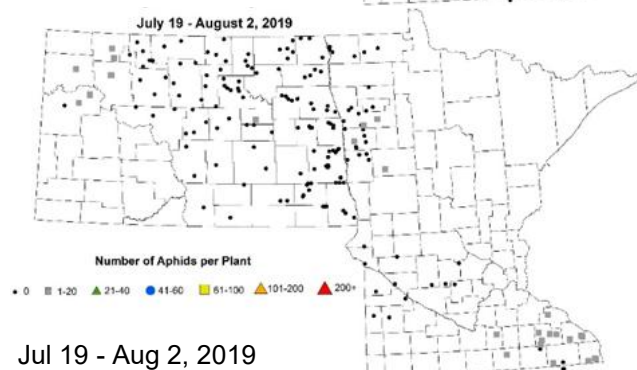 July 19 - August 2, 2019
Number of Aphids per Plant
0 1-20 21-40 41-60 61-100 101-200 200+
Jul 19 - Aug 2, 2019